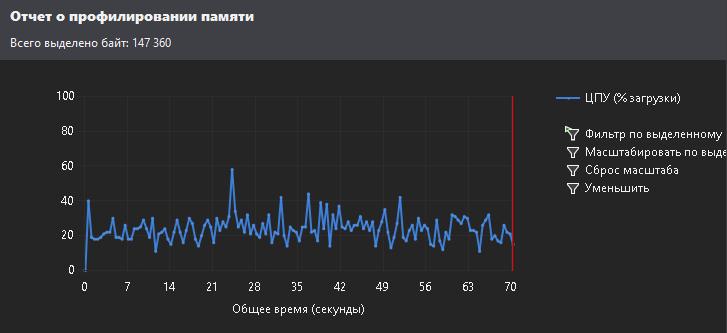 Отчет о профилировании памяти
Всего выделено байт: 147 360
100
80
60
40
20
0
0 7 14 21 28 35 42 49 56 63 70
Общее время (секунды)
ЦПУ (% загрузки)
Фильтр по выделенному
Масштабировать по выде
Сброс масштаба
Уменьшить